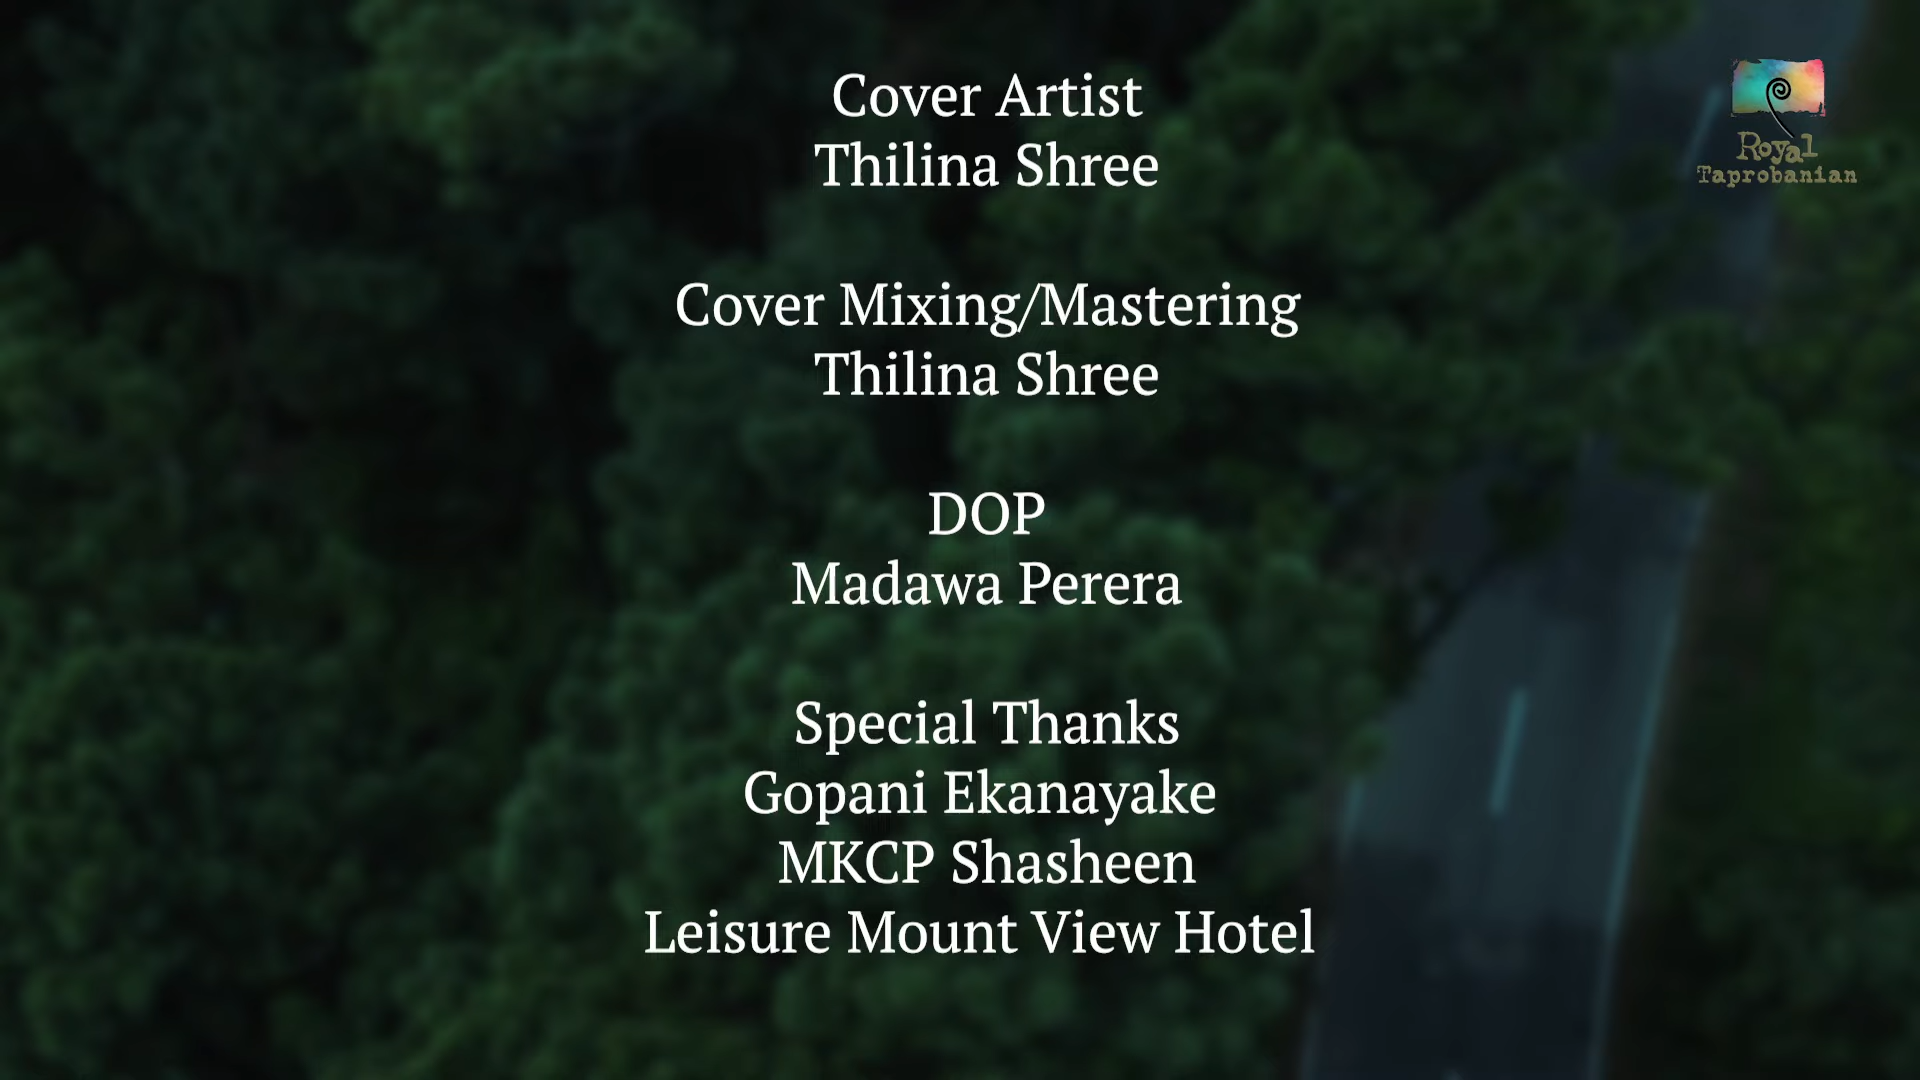 Cover Artist
Thilina Shree
Cover Mixing/Mastering
Thilina Shree
DOP
Madawa Perera
Special Thanks
Gopani Ekanayake
MKCP Shasheen
Leisure Mount View Hotel
Royal
Taprobanian